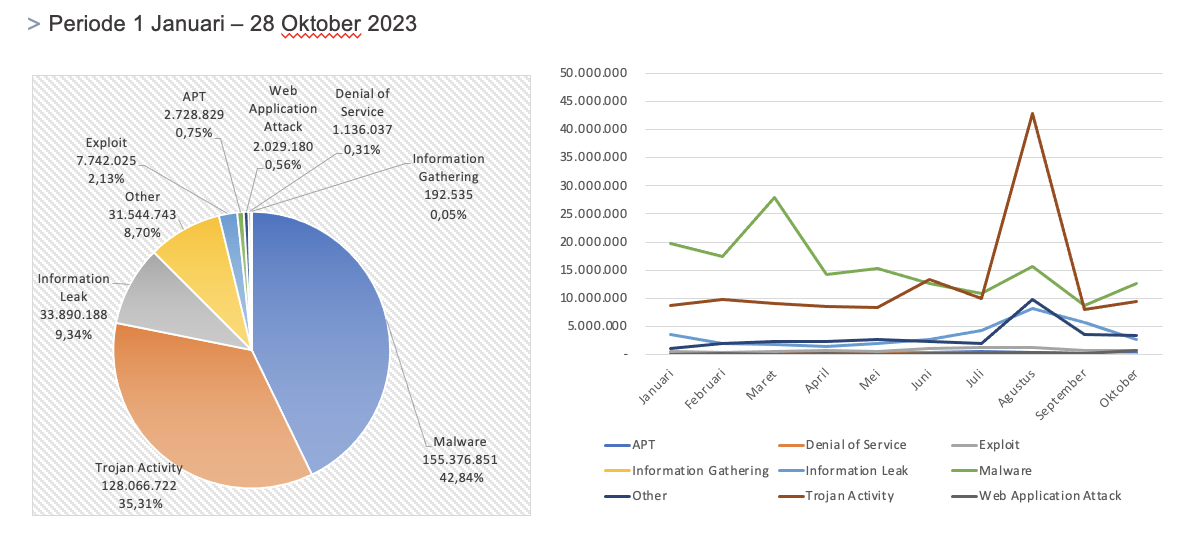 > Periode 1 Januari – 28 Oktober 2023
APT
2.728.829
0,75%
Web
Application
Attack
2.029.180
0,56%
Denial of
Service
1.136.037
0,31%
Information
Gathering
192.535
0,05%
Exploit
7.742.025
2,13%
Other
31.544.743
8,70%
Information
Leak
33.890.188
9,34%
Trojan Activity
128.066.722
35,31%
Malware
155.376.851
42,84%
50.000.000
45.000.000
40.000.000
35.000.000
30.000.000
25.000.000
20.000.000
15.000.000
10.000.000
5.000.000
-
Januari
Februari
Maret
April
Mei
Juni
Juli
Agustus
September
Oktober
APT
Denial of Service
Exploit
Information Gathering
Information Leak
Malware
Other
Trojan Activity
Web Application Attack